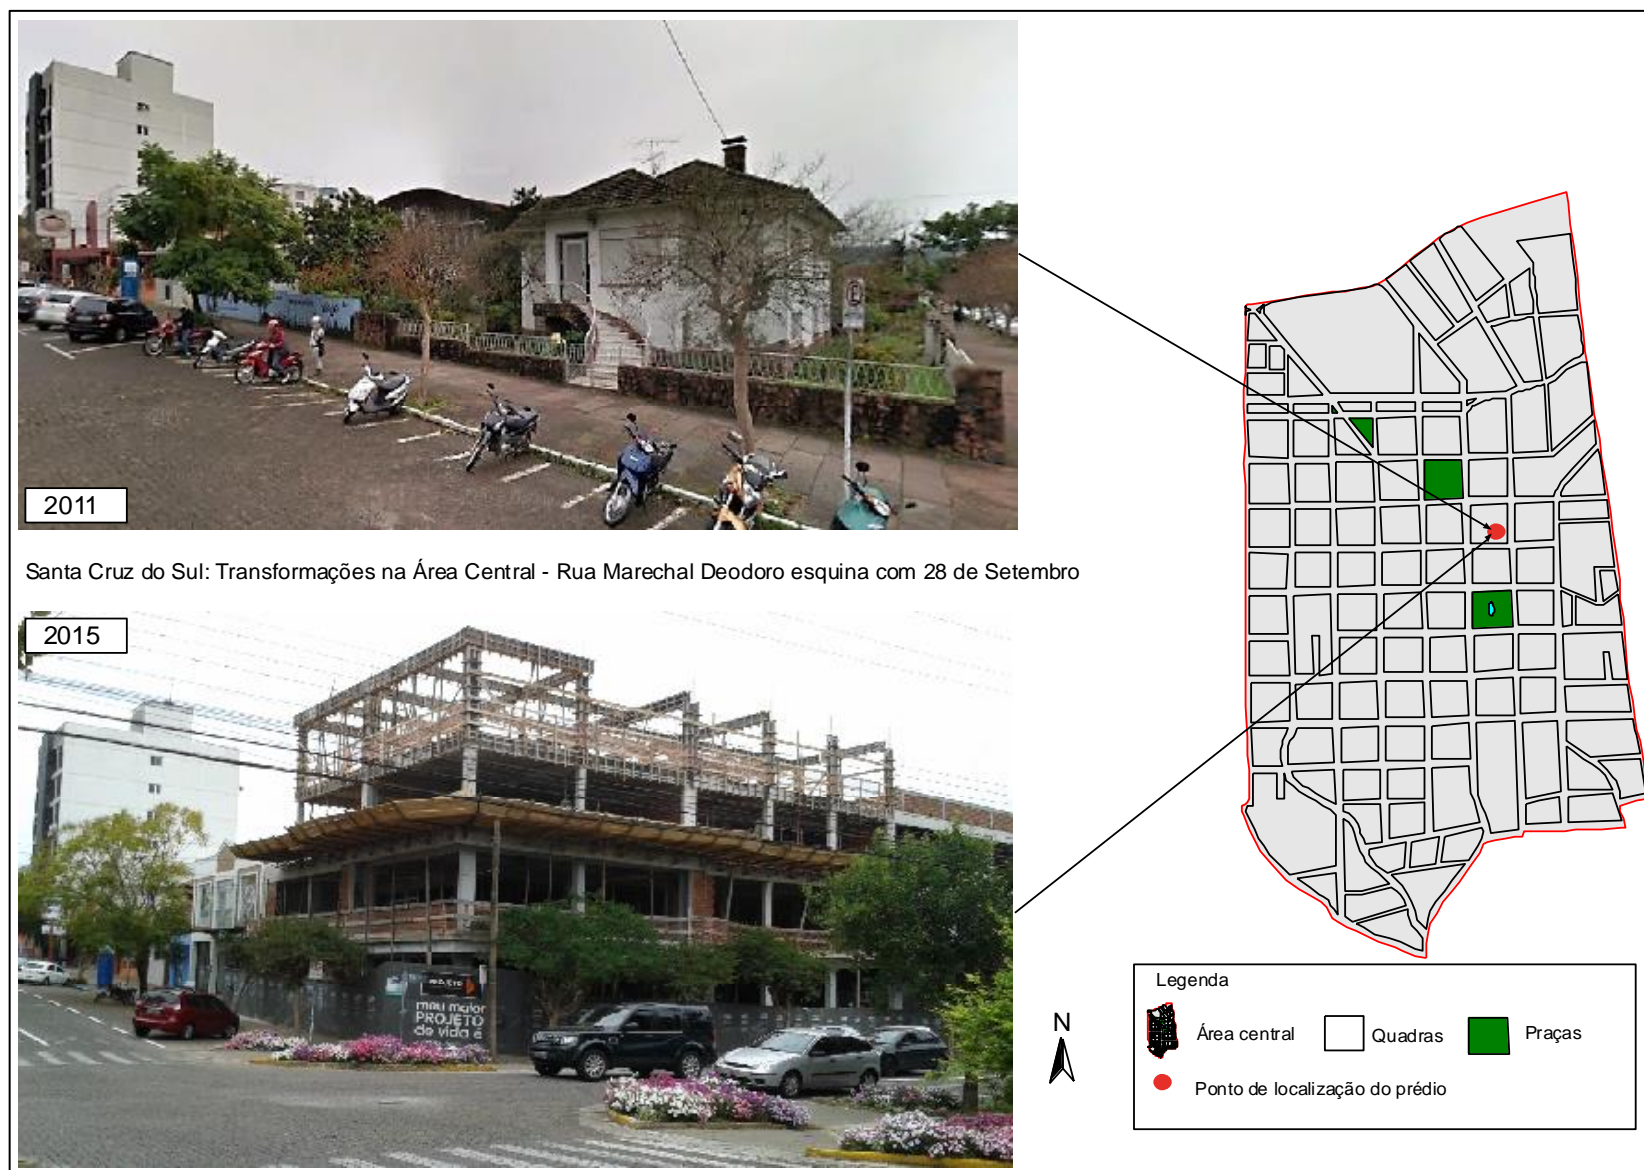 2011
Santa Cruz do Sul: Transformações na Área Central - Rua Marechal Deodoro esquina com 28 de Setembro
2015
meu maior
PROJETO
de vida é
N
Legenda
Área central
Quadras
Praças
Ponto de localização do prédio
E